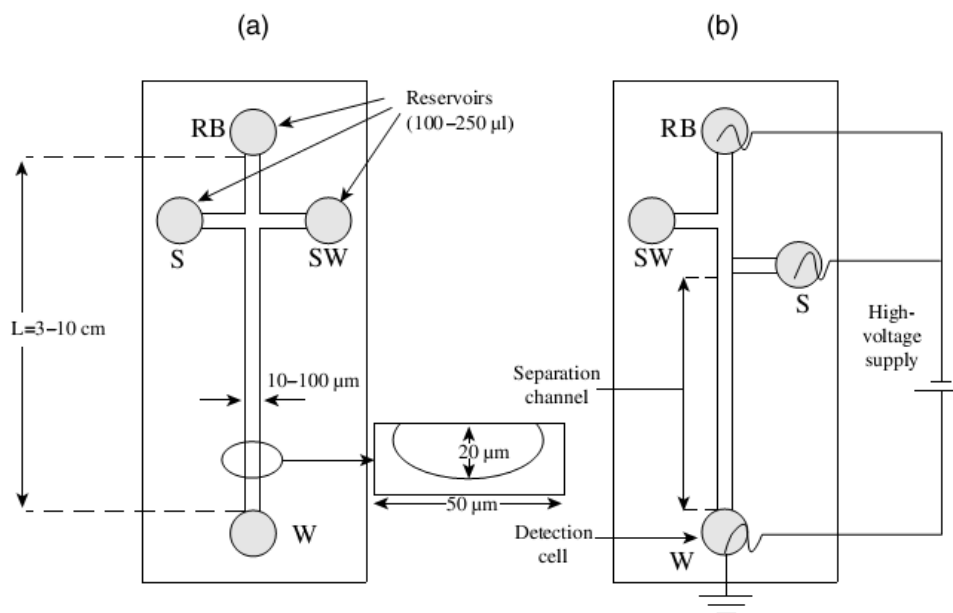 (a)
(b)
Reservoirs
(100–250 µl)
RB
RB
S
SW
SW
S
L=3–10 cm
10–100 µm
High-
voltage
supply
Separation
channel
20 µm
50 µm
W
Detection
cell
W